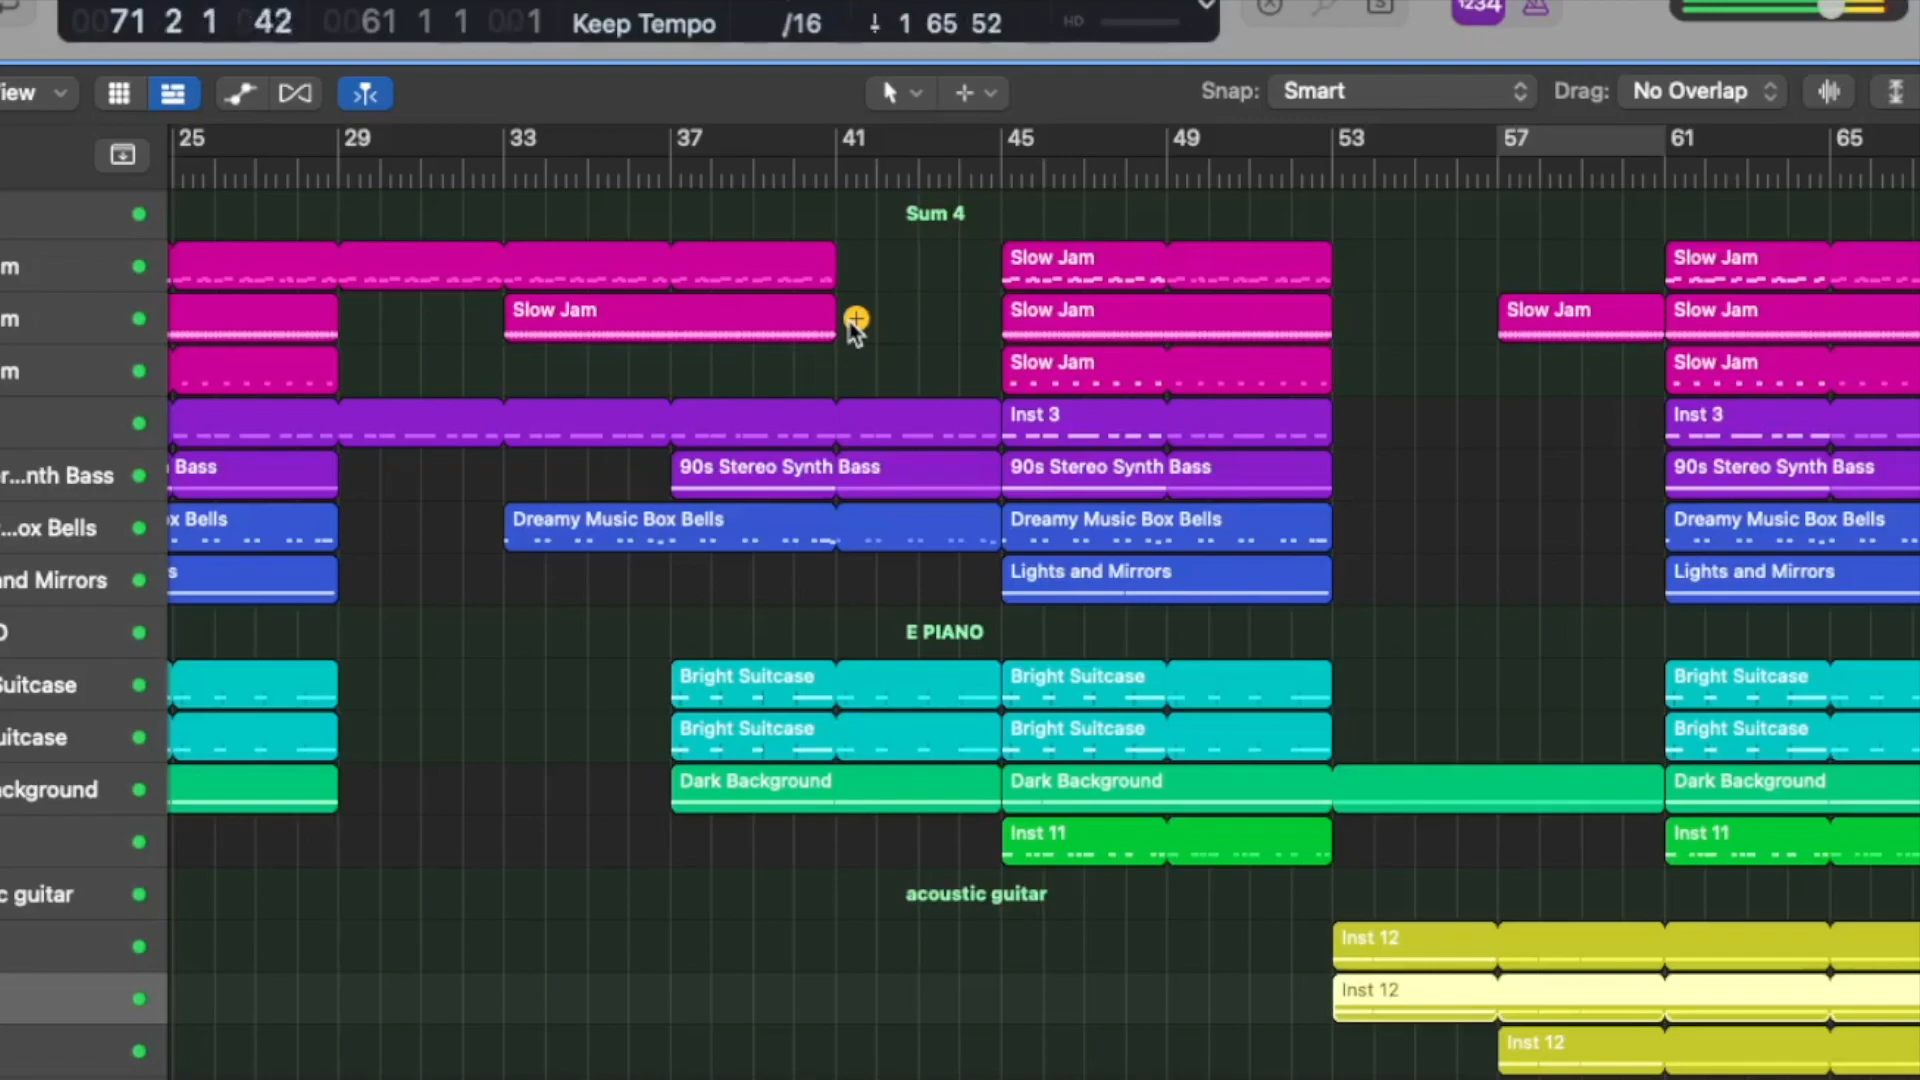 0071 2 1 42 0061 1 1 001 Keep Tempo /16 1 65 52 HD 1234
iew Snap: Smart Drag: No Overlap
25 29 33 37 41 45 49 53 57 61 65
Sum 4
m Slow Jam Slow Jam
m Slow Jam Slow Jam Slow Jam Slow Jam
m Slow Jam Slow Jam
Inst 3 Inst 3
r...nth Bass Bass 90s Stereo Synth Bass 90s Stereo Synth Bass 90s Stereo Synth Bass
...ox Bells x Bells Dreamy Music Box Bells Dreamy Music Box Bells Dreamy Music Box Bells
nd Mirrors s Lights and Mirrors Lights and Mirrors
E PIANO
Suitcase Bright Suitcase Bright Suitcase Bright Suitcase
uitcase Bright Suitcase Bright Suitcase Bright Suitcase
ckground Dark Background Dark Background Dark Background
Inst 11 Inst 11
c guitar acoustic guitar
Inst 12
Inst 12
Inst 12